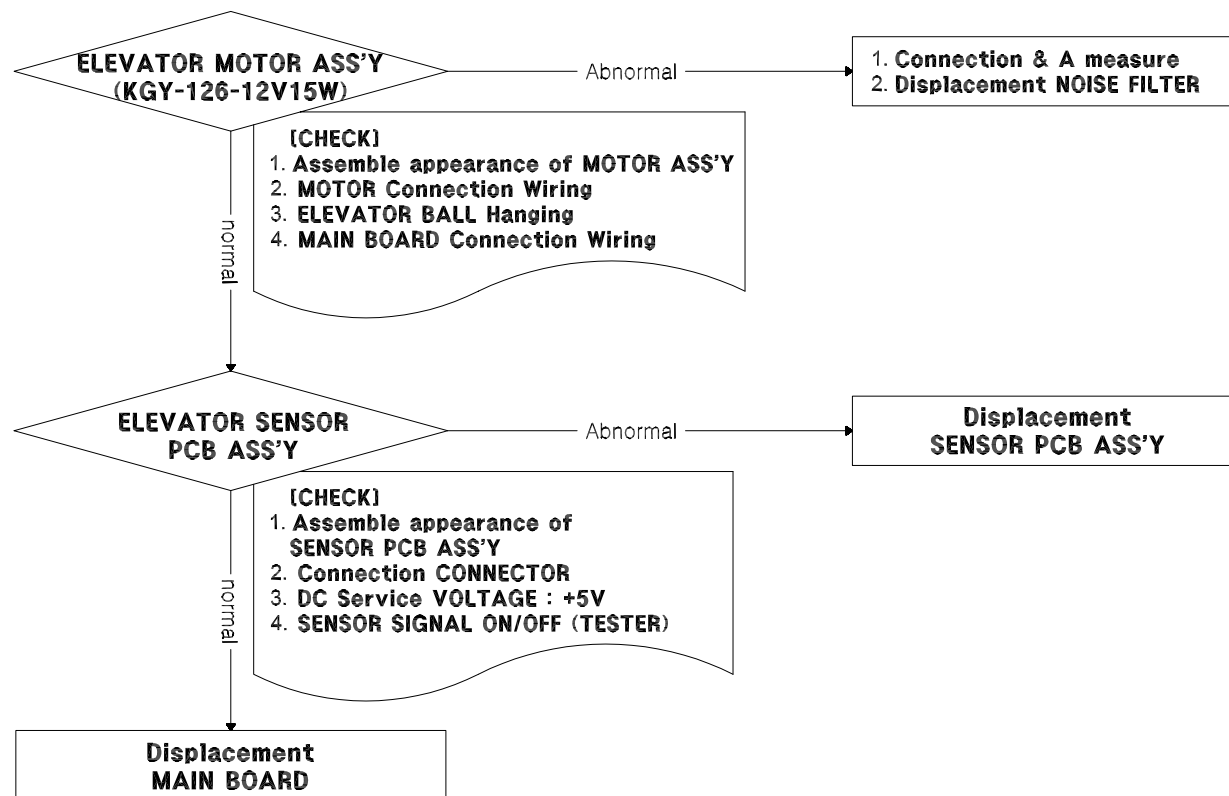 ELEVATOR MOTOR ASS'Y
(KGY-126-12V15W)
Abnormal
1. Connection & A measure
2. Displacement NOISE FILTER
[CHECK]
1. Assemble appearance of MOTOR ASS'Y
2. MOTOR Connection Wiring
3. ELEVATOR BALL Hanging
4. MAIN BOARD Connection Wiring
normal
ELEVATOR SENSOR
PCB ASS'Y
Abnormal
Displacement
SENSOR PCB ASS'Y
[CHECK]
1. Assemble appearance of
SENSOR PCB ASS'Y
2. Connection CONNECTOR
3. DC Service VOLTAGE : +5V
4. SENSOR SIGNAL ON/OFF (TESTER)
normal
Displacement
MAIN BOARD